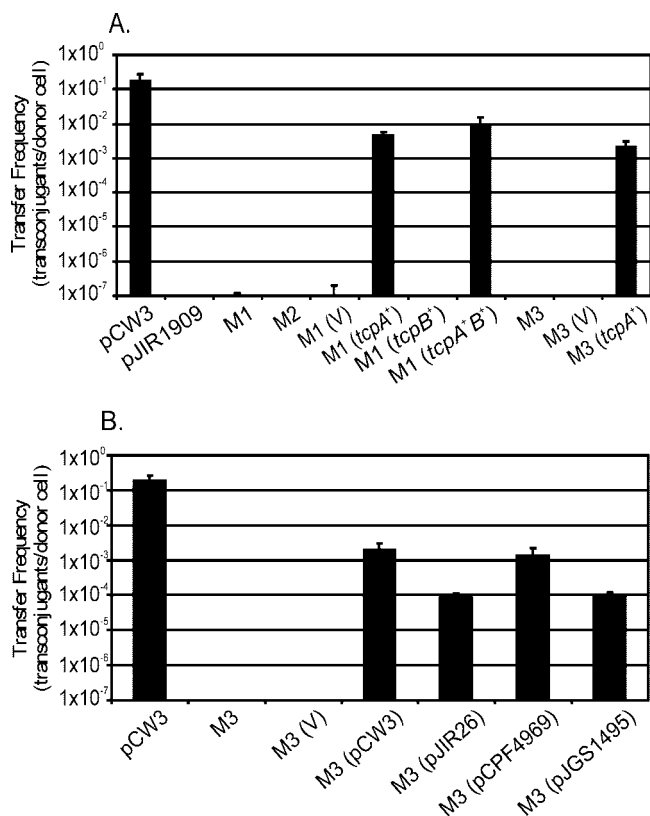 A.
Transfer Frequency
(transconjugants/donor cell)
1x10⁰
1x10⁻¹
1x10⁻²
1x10⁻³
1x10⁻⁴
1x10⁻⁵
1x10⁻⁶
1x10⁻⁷
pCW3
pJIR1909
M1
M2
M1 (V)
M1 (tcpA⁺)
M1 (tcpB⁺)
M1 (tcpA⁺B⁺)
M3
M3 (V)
M3 (tcpA⁺)
B.
Transfer Frequency
(transconjugants/donor cell)
1x10⁰
1x10⁻¹
1x10⁻²
1x10⁻³
1x10⁻⁴
1x10⁻⁵
1x10⁻⁶
1x10⁻⁷
pCW3
M3
M3 (V)
M3 (pCW3)
M3 (pJIR26)
M3 (pCPF4969)
M3 (pJGS1495)